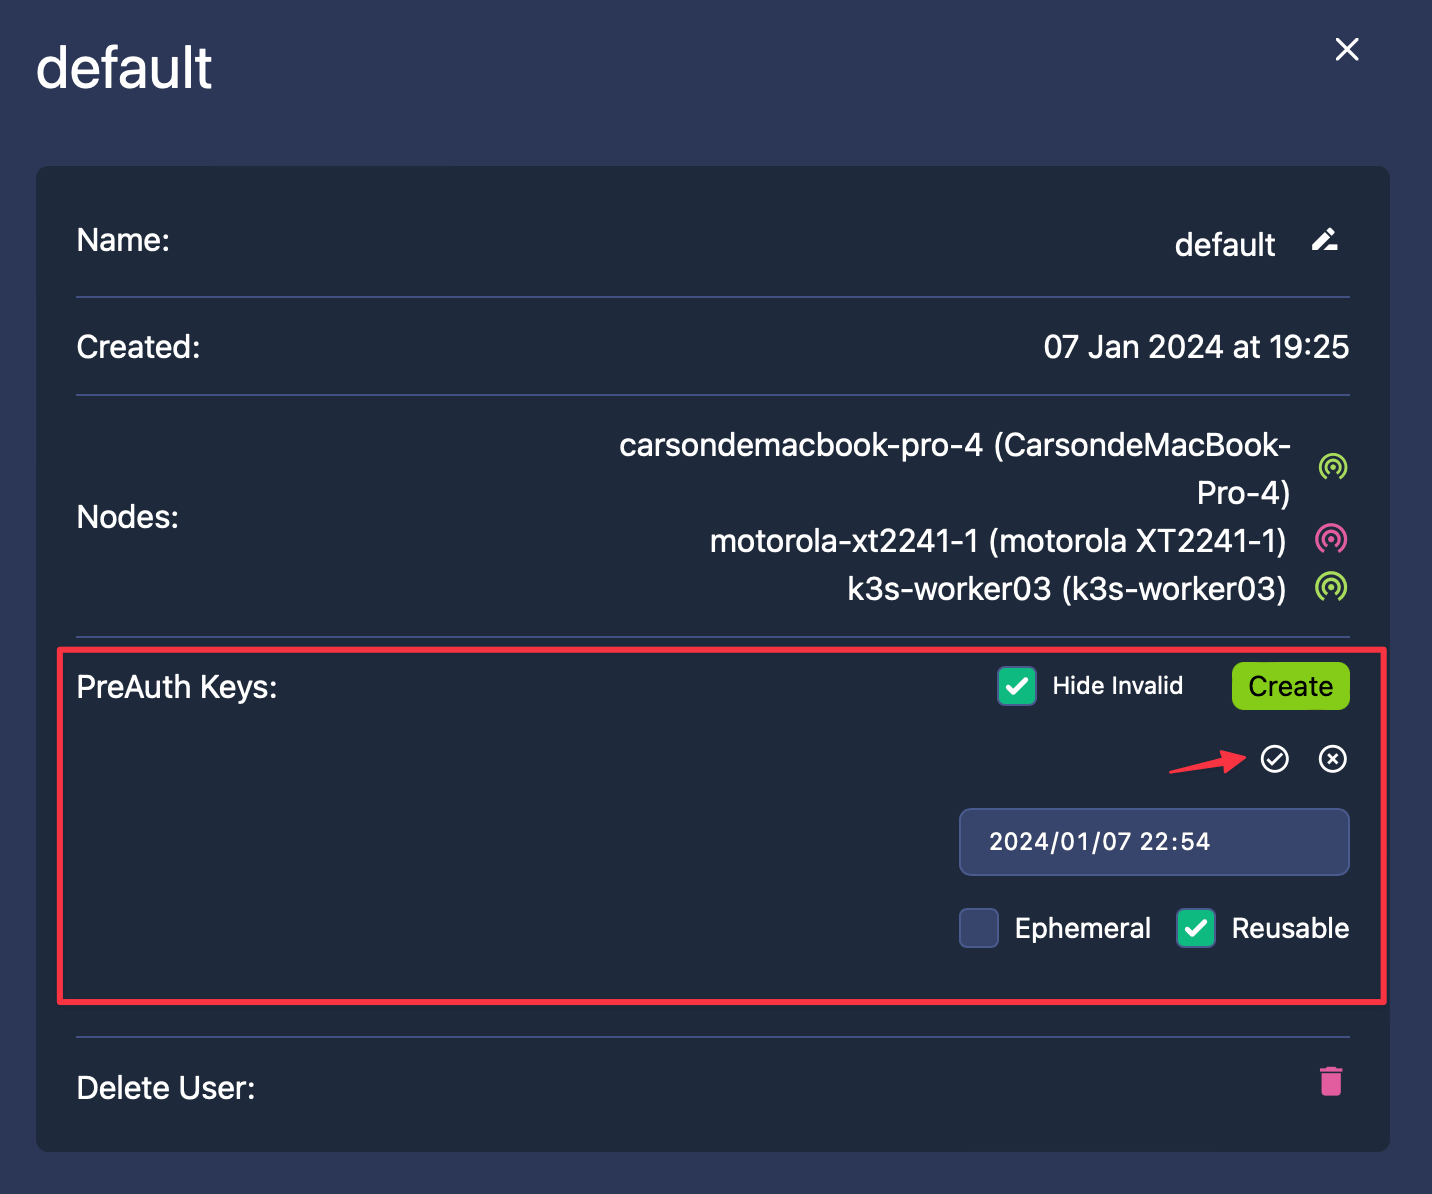 default
Name:
default
Created:
07 Jan 2024 at 19:25
Nodes:
carsondemacbook-pro-4 (CarsondeMacBook-
Pro-4)
motorola-xt2241-1 (motorola XT2241-1)
k3s-worker03 (k3s-worker03)
PreAuth Keys:
Hide Invalid
Create
2024/01/07 22:54
Ephemeral
Reusable
Delete User: